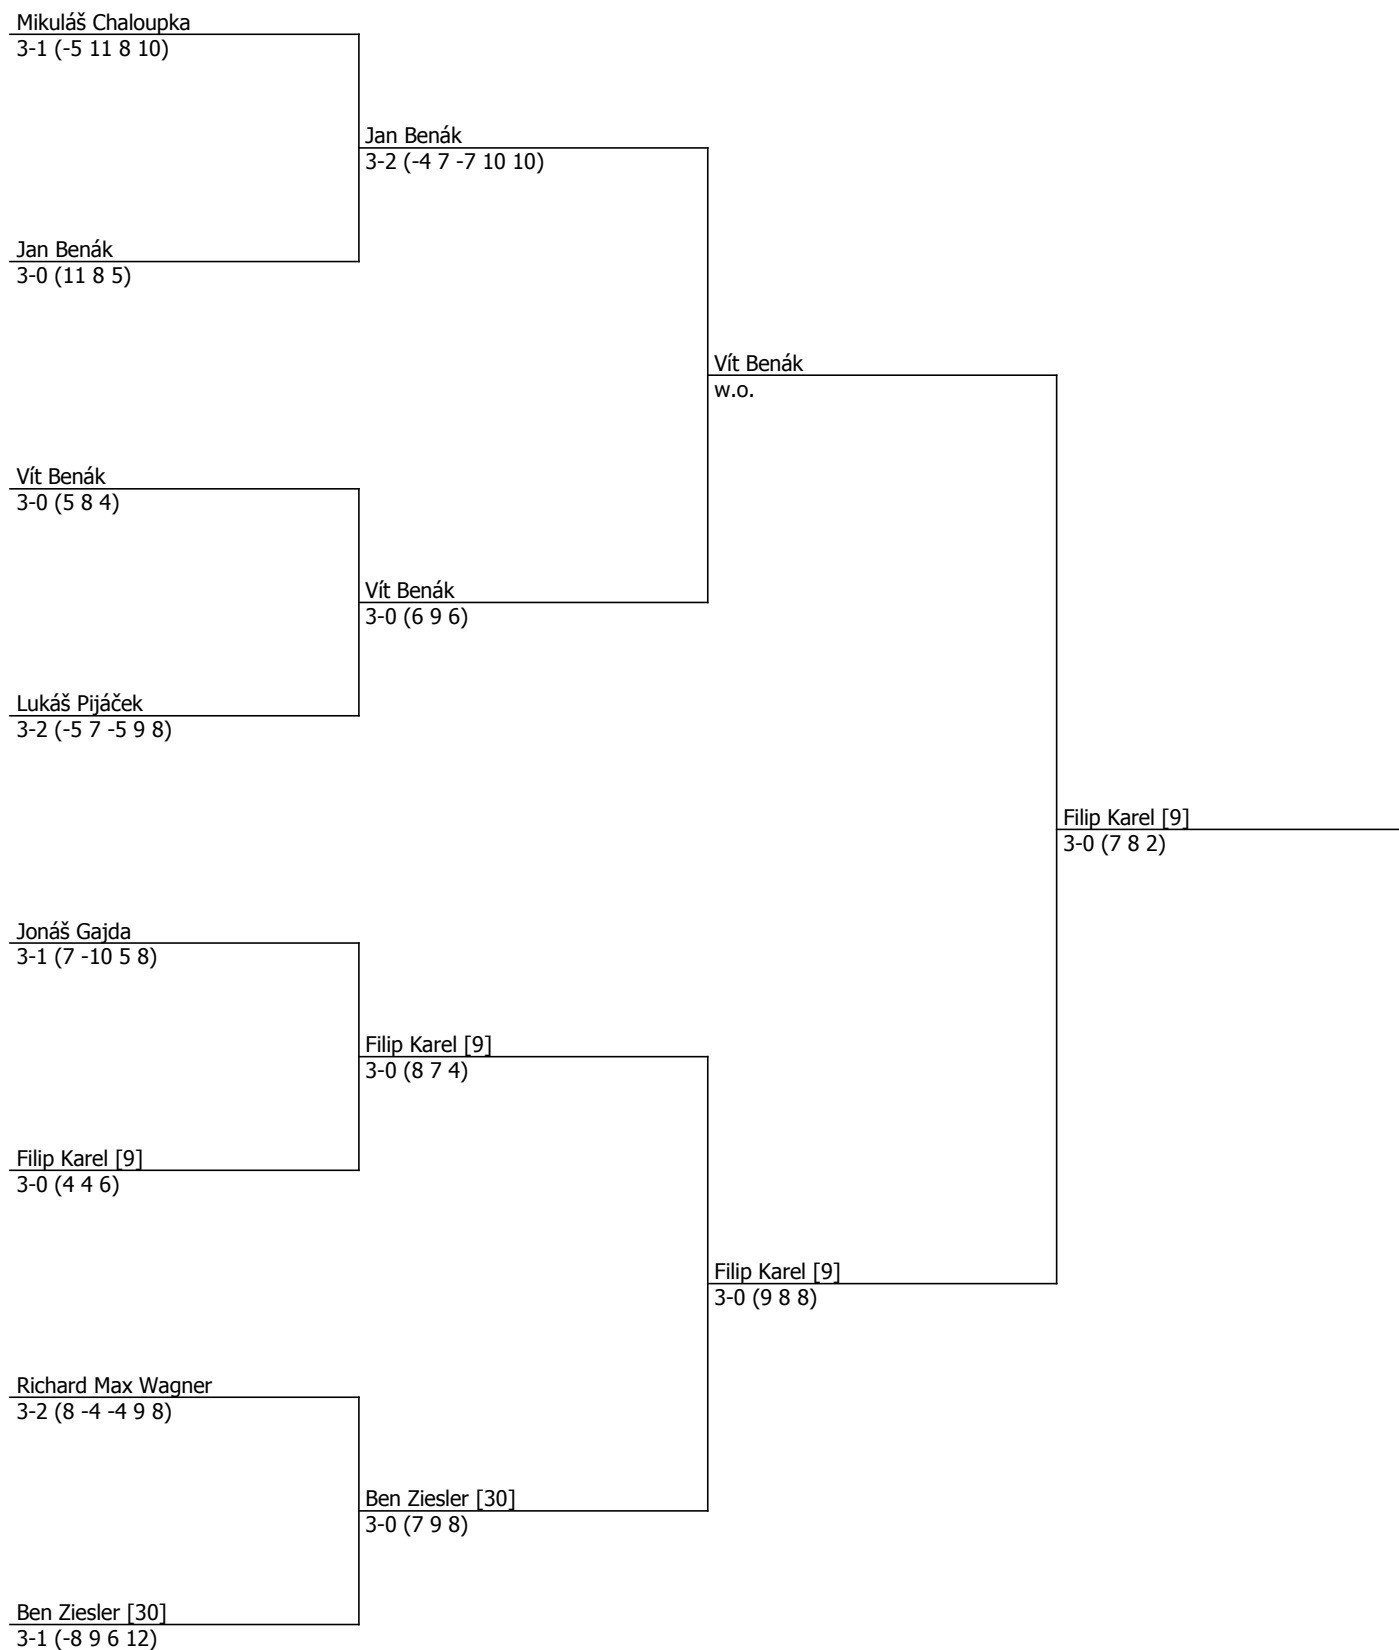 Mikuláš Chaloupka
3-1 (-5 11 8 10)
Jan Benák
3-2 (-4 7 -7 10 10)
Jan Benák
3-0 (11 8 5)
Vít Benák
w.o.
Vít Benák
3-0 (5 8 4)
Vít Benák
3-0 (6 9 6)
Lukáš Pijáček
3-2 (-5 7 -5 9 8)
Filip Karel [9]
3-0 (7 8 2)
Jonáš Gajda
3-1 (7 -10 5 8)
Filip Karel [9]
3-0 (8 7 4)
Filip Karel [9]
3-0 (4 4 6)
Filip Karel [9]
3-0 (9 8 8)
Richard Max Wagner
3-2 (8 -4 -4 9 8)
Ben Ziesler [30]
3-0 (7 9 8)
Ben Ziesler [30]
3-1 (-8 9 6 12)